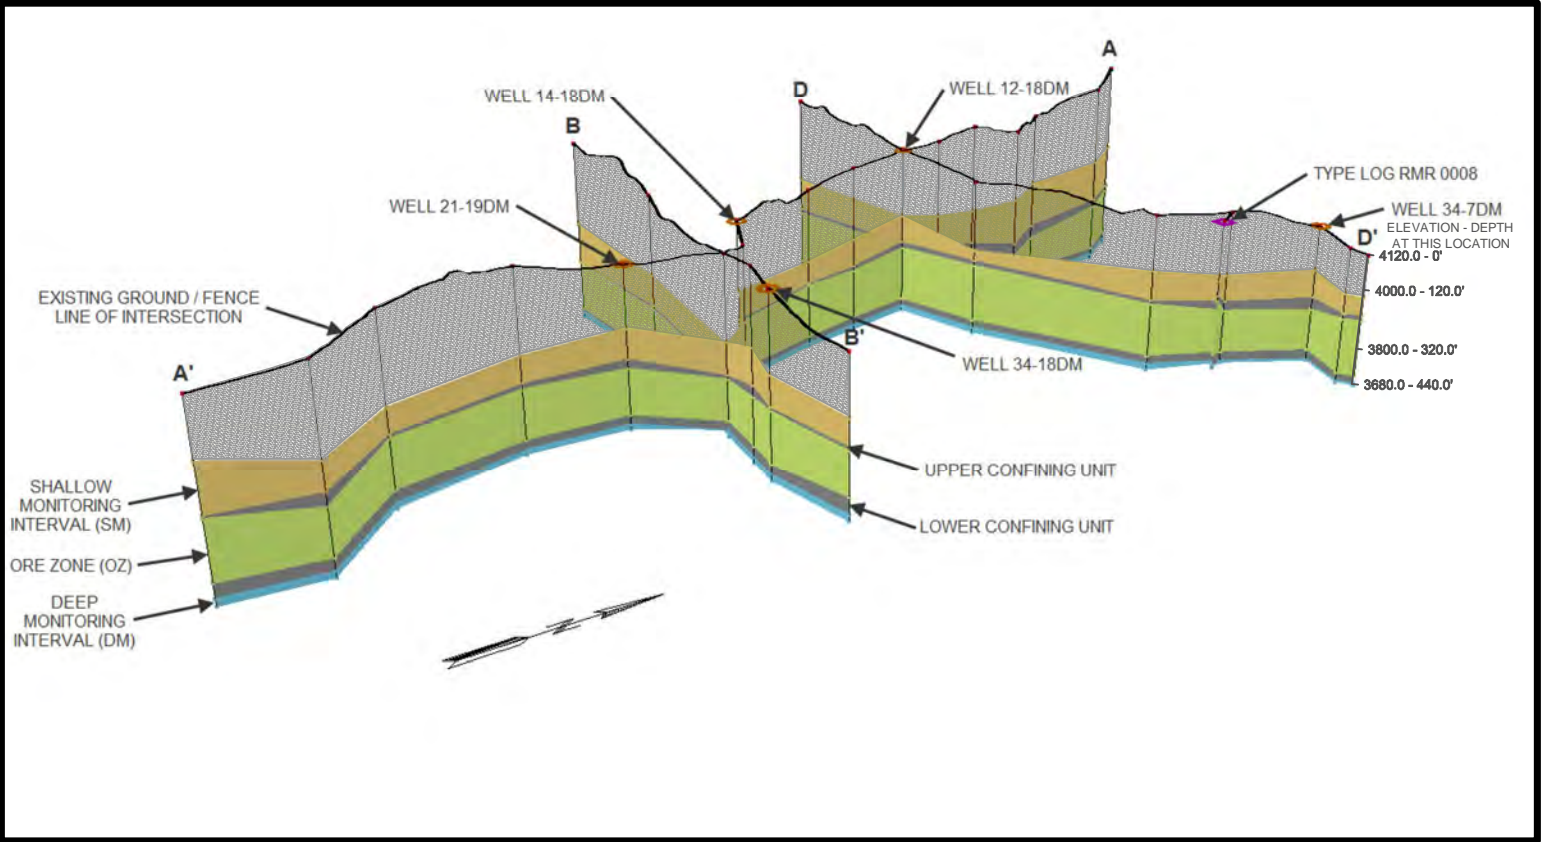 A
D
WELL 12-18DM
WELL 14-18DM
B
TYPE LOG RMR 0008
WELL 21-19DM
WELL 34-7DM
ELEVATION - DEPTH
AT THIS LOCATION
D'
4120.0 - 0'
4000.0 - 120.0'
EXISTING GROUND / FENCE
LINE OF INTERSECTION
B'
3800.0 - 320.0'
WELL 34-18DM
A'
3680.0 - 440.0'
UPPER CONFINING UNIT
SHALLOW
MONITORING
INTERVAL (SM)
LOWER CONFINING UNIT
ORE ZONE (OZ)
DEEP
MONITORING
INTERVAL (DM)